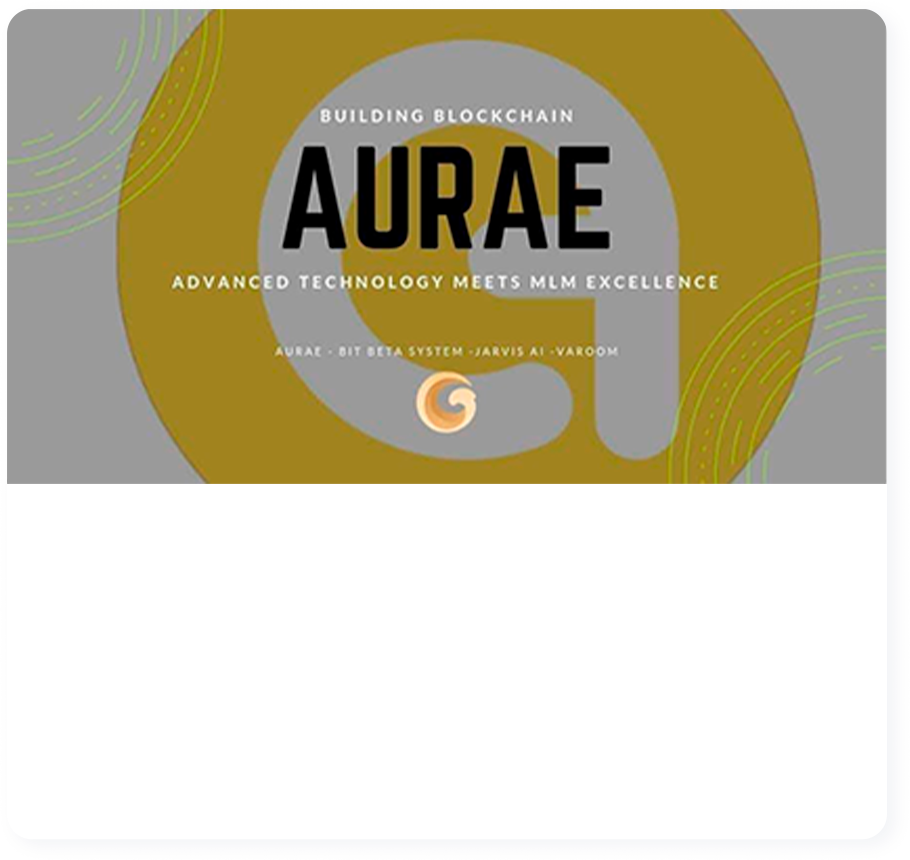 BUILDING BLOCKCHAIN
AURAE
ADVANCED TECHNOLOGY MEETS MLM EXCELLENCE
AURAE - BIT BETA SYSTEM -JARVIS AI -VAROOM